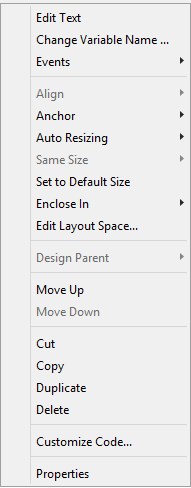 Edit Text
Change Variable Name ...
Events
Align
Anchor
Auto Resizing
Same Size
Set to Default Size
Enclose In
Edit Layout Space...
Design Parent
Move Up
Move Down
Cut
Copy
Duplicate
Delete
Customize Code...
Properties